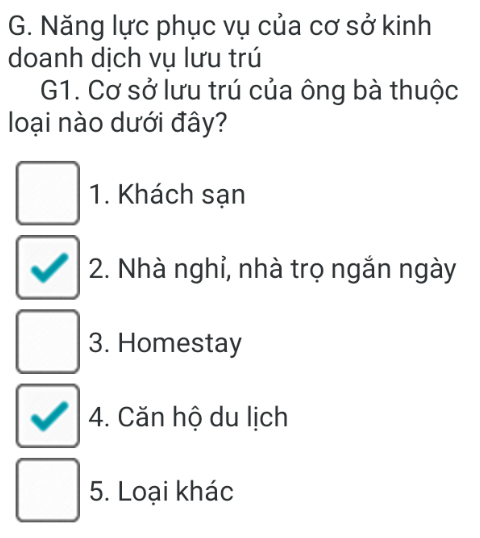 G. Năng lực phục vụ của cơ sở kinh
doanh dịch vụ lưu trú
G1. Cơ sở lưu trú của ông bà thuộc
loại nào dưới đây?
1. Khách sạn
2. Nhà nghỉ, nhà trọ ngắn ngày
3. Homestay
4. Căn hộ du lịch
5. Loại khác